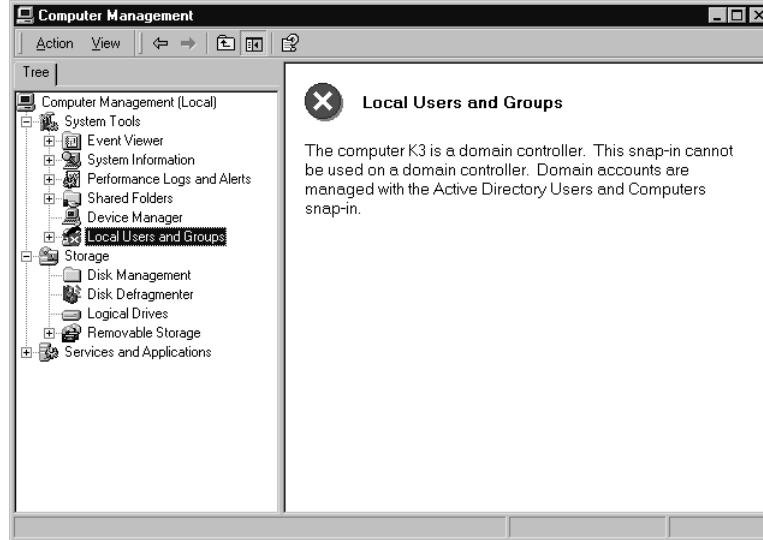 Computer Management
Action View
Tree
Computer Management (Local)
System Tools
Event Viewer
System Information
Performance Logs and Alerts
Shared Folders
Device Manager
Local Users and Groups
Storage
Disk Management
Disk Defragmenter
Logical Drives
Removable Storage
Services and Applications
Local Users and Groups
The computer K3 is a domain controller. This snap-in cannot
be used on a domain controller. Domain accounts are
managed with the Active Directory Users and Computers
snap-in.